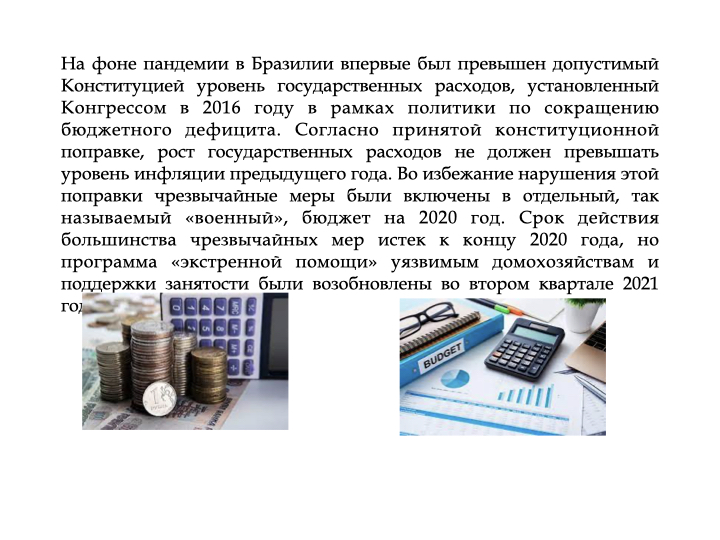 На фоне пандемии в Бразилии впервые был превышен допустимый
Конституцией уровень государственных расходов, установленный
Конгрессом в 2016 году в рамках политики по сокращению
бюджетного дефицита. Согласно принятой конституционной
поправке, рост государственных расходов не должен превышать
уровень инфляции предыдущего года. Во избежание нарушения этой
поправки чрезвычайные меры были включены в отдельный, так
называемый «военный», бюджет на 2020 год. Срок действия
большинства чрезвычайных мер истек к концу 2020 года, но
программа «экстренной помощи» уязвимым домохозяйствам и
поддержки занятости были возобновлены во втором квартале 2021
BUDGET